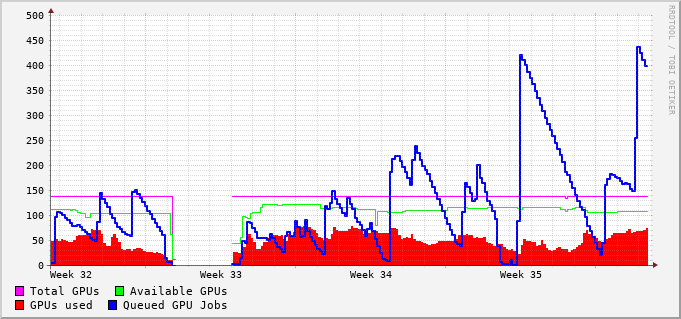 500
450
400
350
300
250
200
150
100
50
0
Week 32 Week 33 Week 34 Week 35
Total GPUs Available GPUs
GPUs used Queued GPU Jobs
RRDTOOL / TOBI OETIKER